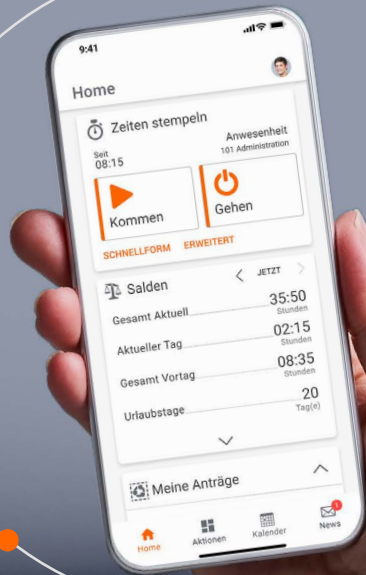 9:41
Home
Zeiten stempeln
Seit
08:15
Anwesenheit
101 Administration
Kommen
Gehen
SCHNELLFORM ERWEITERT
Salden
JETZT
Gesamt Aktuell 35:50
Stunden
Aktueller Tag 02:15
Stunden
Gesamt Vortag 08:35
Stunden
Urlaubstage 20
Tag(e)
Meine Anträge
Home Aktionen Kalender News
1